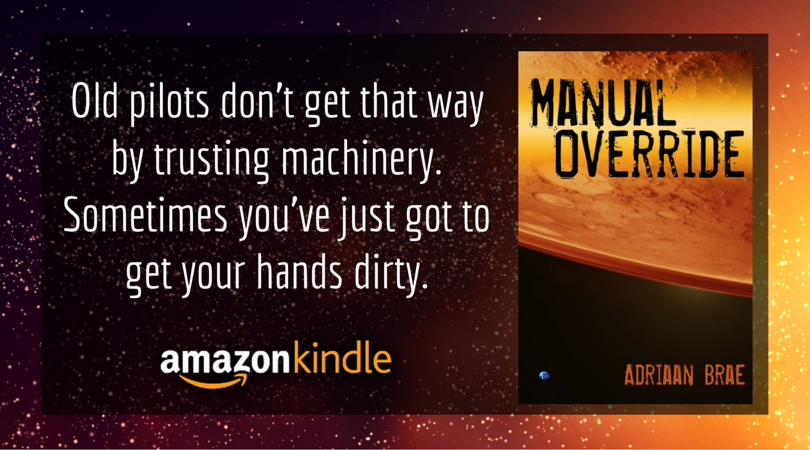 Old pilots don't get that way
by trusting machinery.
Sometimes you've just got to
get your hands dirty.
amazonkindle
MANUAL
OVERRIDE
ADRIAAN BRAE